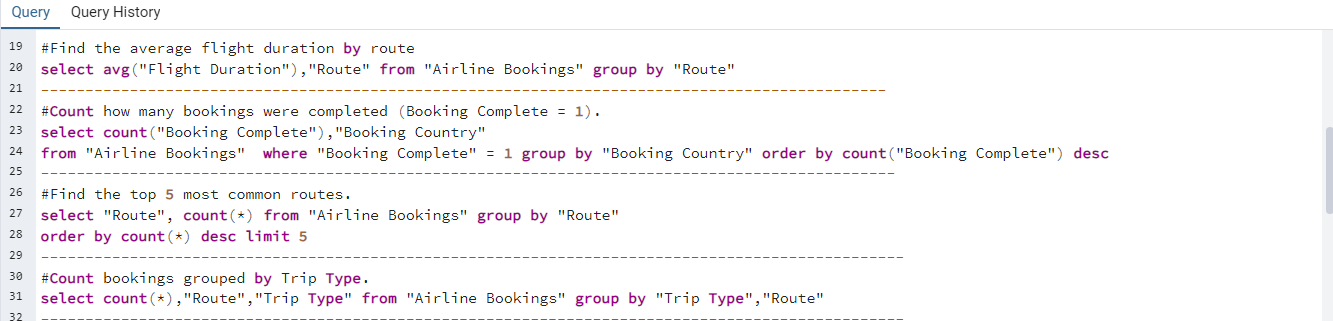 Query Query History
19 #Find the average flight duration by route
20 select avg("Flight Duration"),"Route" from "Airline Bookings" group by "Route"
21 -----------------------------------------------------------------------------------------------
22 #Count how many bookings were completed (Booking Complete = 1).
23 select count("Booking Complete"),"Booking Country"
24 from "Airline Bookings"  where "Booking Complete" = 1 group by "Booking Country" order by count("Booking Complete") desc
25 ------------------------------------------------------------------------------------------------
26 #Find the top 5 most common routes.
27 select "Route", count(*) from "Airline Bookings" group by "Route"
28 order by count(*) desc limit 5
29 -------------------------------------------------------------------------------------------------
30 #Count bookings grouped by Trip Type.
31 select count(*),"Route","Trip Type" from "Airline Bookings" group by "Trip Type","Route"
32 -------------------------------------------------------------------------------------------------